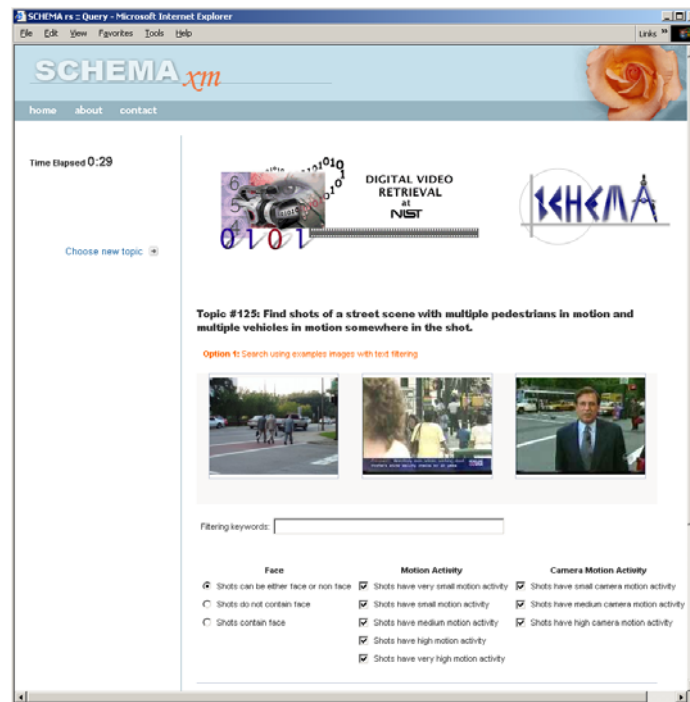 SCHEMA rs :: Query - Microsoft Internet Explorer
File Edit View Favorites Tools Help
Links »
SCHEMA xm
home about contact
Time Elapsed 0:29
Choose new topic
6
5
4
0101
DIGITAL VIDEO
RETRIEVAL
at
NIST
SCHEMA
Topic #125: Find shots of a street scene with multiple pedestrians in motion and
multiple vehicles in motion somewhere in the shot.
Option 1: Search using examples images with text filtering
Filtering keywords:
Face Motion Activity Camera Motion Activity
Shots can be either face or non face Shots have very small motion activity Shots have small camera motion activity
Shots do not contain face Shots have small motion activity Shots have medium camera motion activity
Shots contain face Shots have medium motion activity Shots have high camera motion activity
Shots have high motion activity
Shots have very high motion activity